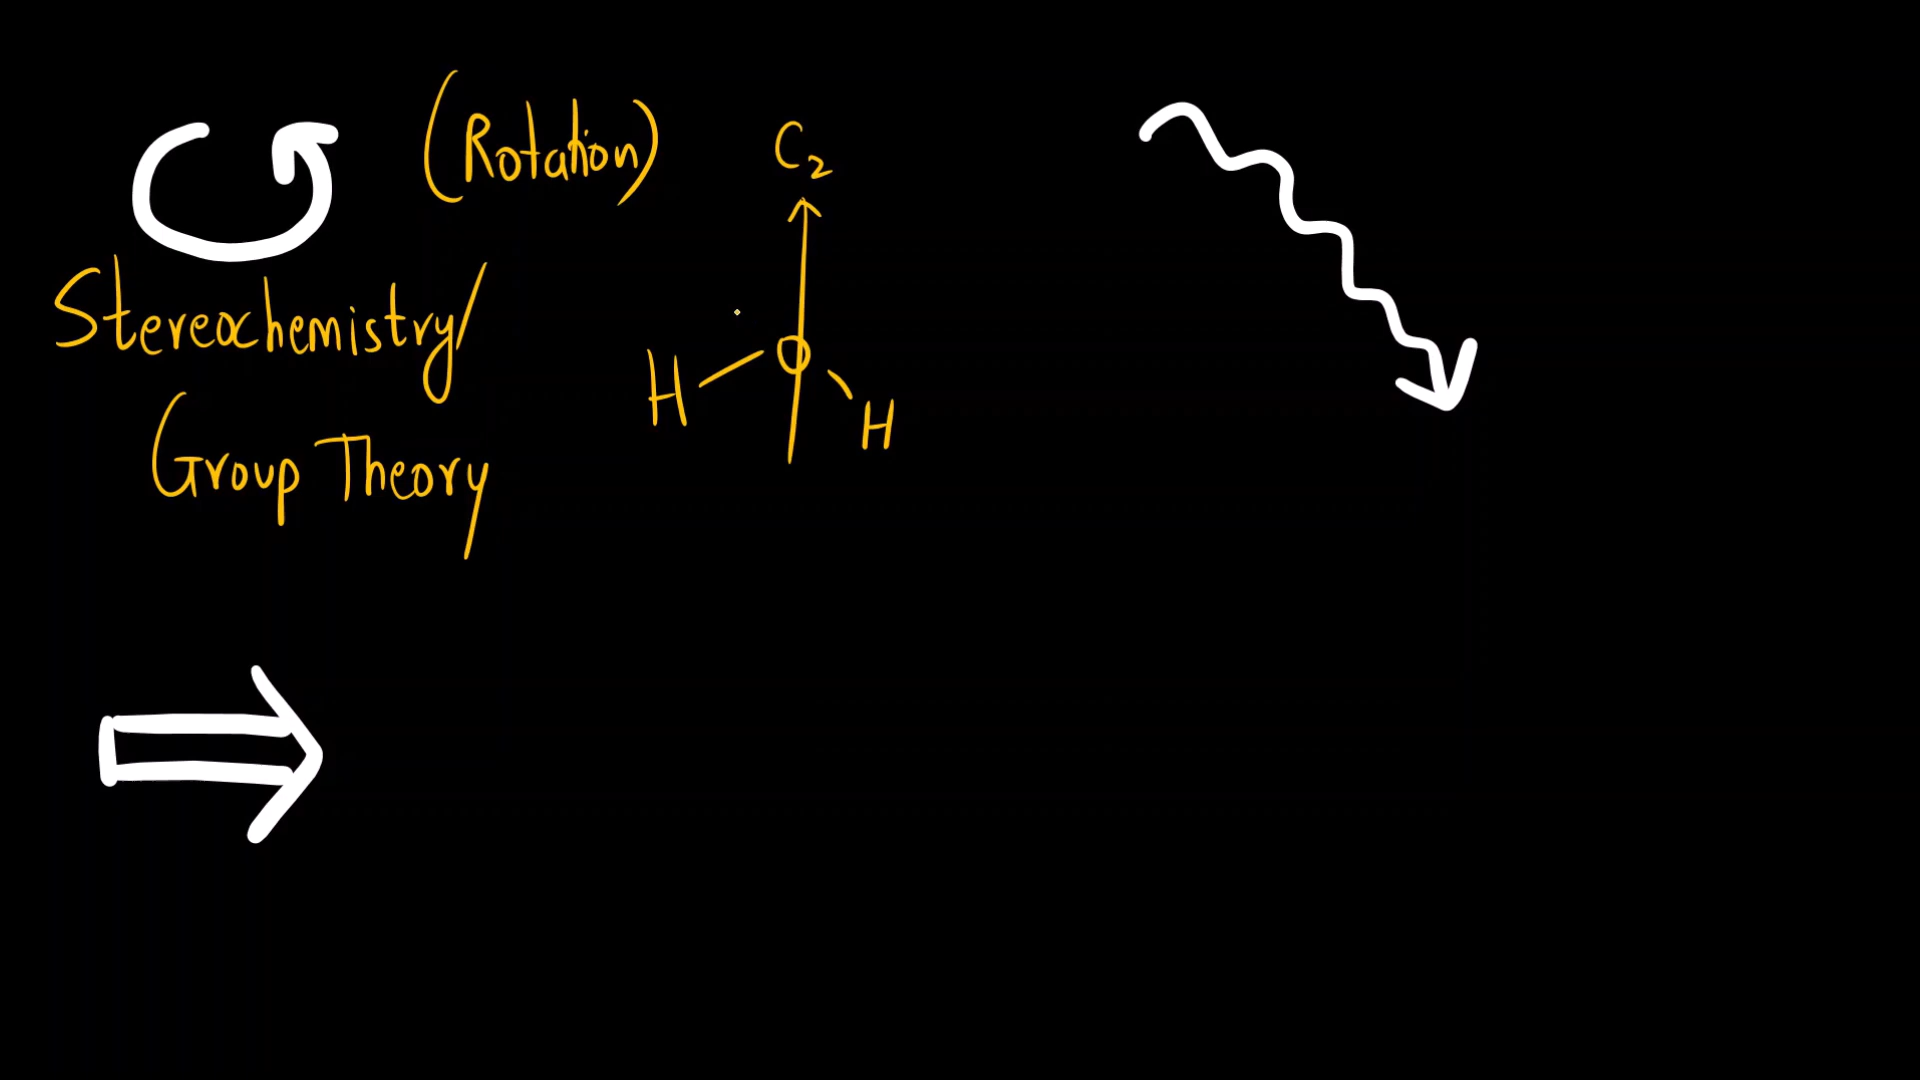 (Rotation)
C₂
Stereochemistry/
Group Theory
H O H